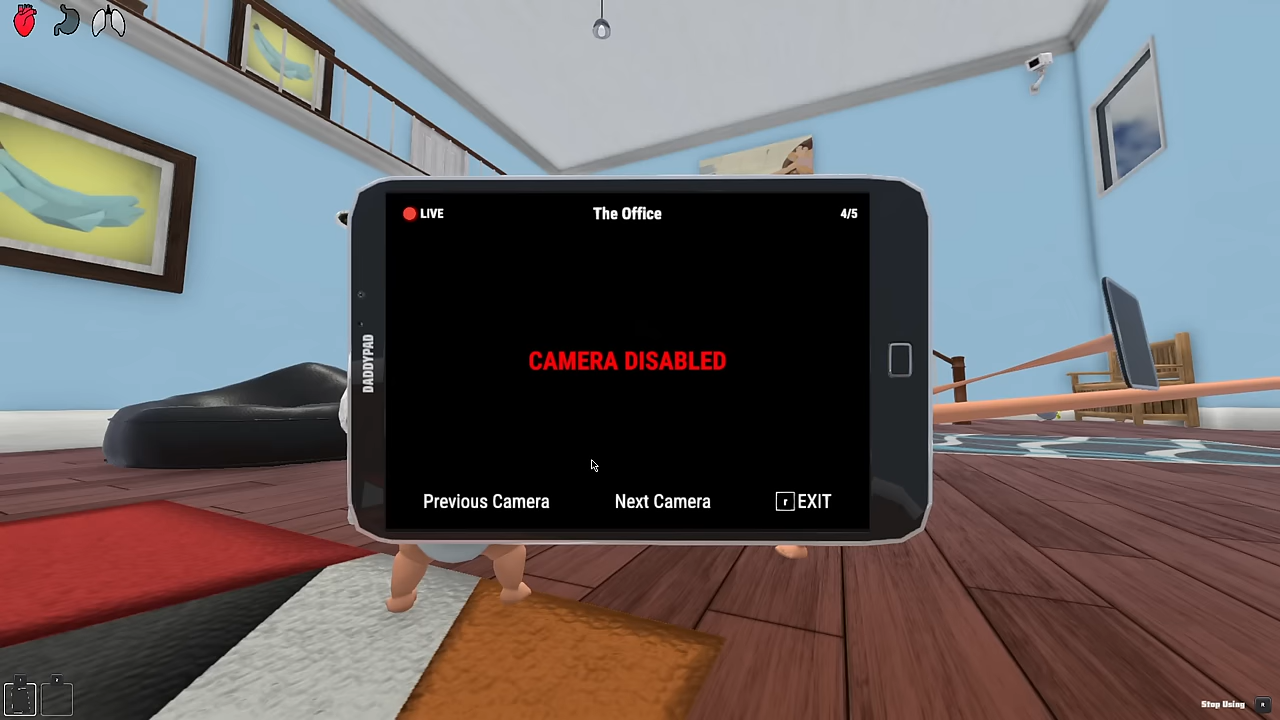 LIVE
The Office
4/5
DADDYPAD
CAMERA DISABLED
Previous Camera
Next Camera
r EXIT
Stop Using